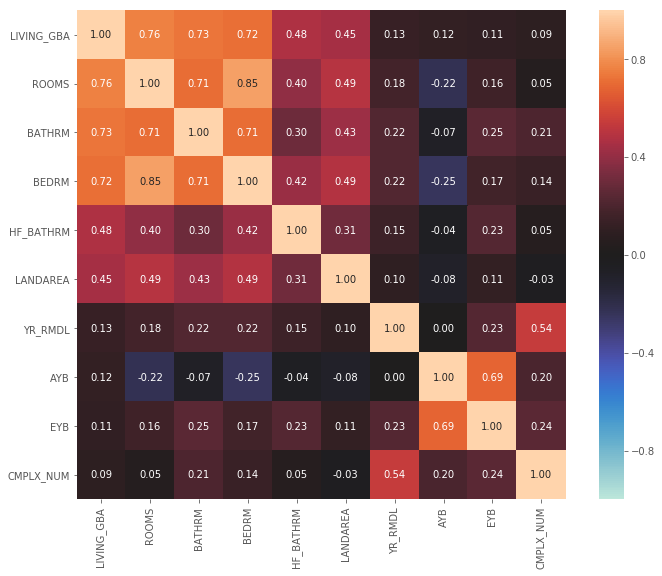 LIVING_GBA 1.00 0.76 0.73 0.72 0.48 0.45 0.13 0.12 0.11 0.09
ROOMS 0.76 1.00 0.71 0.85 0.40 0.49 0.18 -0.22 0.16 0.05
BATHRM 0.73 0.71 1.00 0.71 0.30 0.43 0.22 -0.07 0.25 0.21
BEDRM 0.72 0.85 0.71 1.00 0.42 0.49 0.22 -0.25 0.17 0.14
HF_BATHRM 0.48 0.40 0.30 0.42 1.00 0.31 0.15 -0.04 0.23 0.05
LANDAREA 0.45 0.49 0.43 0.49 0.31 1.00 0.10 -0.08 0.11 -0.03
YR_RMDL 0.13 0.18 0.22 0.22 0.15 0.10 1.00 0.00 0.23 0.54
AYB 0.12 -0.22 -0.07 -0.25 -0.04 -0.08 0.00 1.00 0.69 0.20
EYB 0.11 0.16 0.25 0.17 0.23 0.11 0.23 0.69 1.00 0.24
CMPLX_NUM 0.09 0.05 0.21 0.14 0.05 -0.03 0.54 0.20 0.24 1.00
LIVING_GBA ROOMS BATHRM BEDRM HF_BATHRM LANDAREA YR_RMDL AYB EYB CMPLX_NUM
0.8
0.4
0.0
−0.4
−0.8